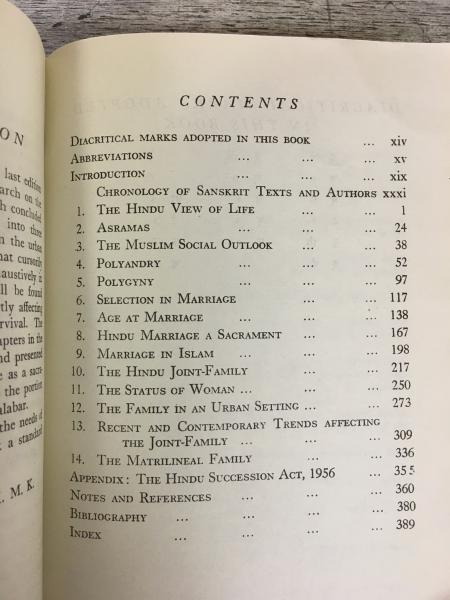 ON
last edition
arch on the
h concluded
into three
n the urban
hat cursorily
haustively i
ll be found
tly affecting
rvival. The
apters in the
nd presented
e as a sacra-
the portion
alabar.
the needs of
a standard
. M. K.
CONTENTS
Diacritical marks adopted in this book ... xiv
Abbreviations ... ... ... xv
Introduction ... ... ... xix
Chronology of Sanskrit Texts and Authors xxxi
1. The Hindu View of Life ... ... 1
2. Asramas ... ... ... 24
3. The Muslim Social Outlook ... ... 38
4. Polyandry ... ... ... 52
5. Polygyny ... ... ... 97
6. Selection in Marriage ... ... 117
7. Age at Marriage ... ... 138
8. Hindu Marriage a Sacrament ... ... 167
9. Marriage in Islam ... ... 198
10. The Hindu Joint-Family ... ... 217
11. The Status of Woman ... ... ... 250
12. The Family in an Urban Setting ... ... 273
13. Recent and Contemporary Trends affecting
the Joint-Family ... ... ... 309
14. The Matrilineal Family ... ... 336
Appendix: The Hindu Succession Act, 1956 ... 355
Notes and References ... ... ... 360
Bibliography ... ... ... 380
Index ... ... ... 389